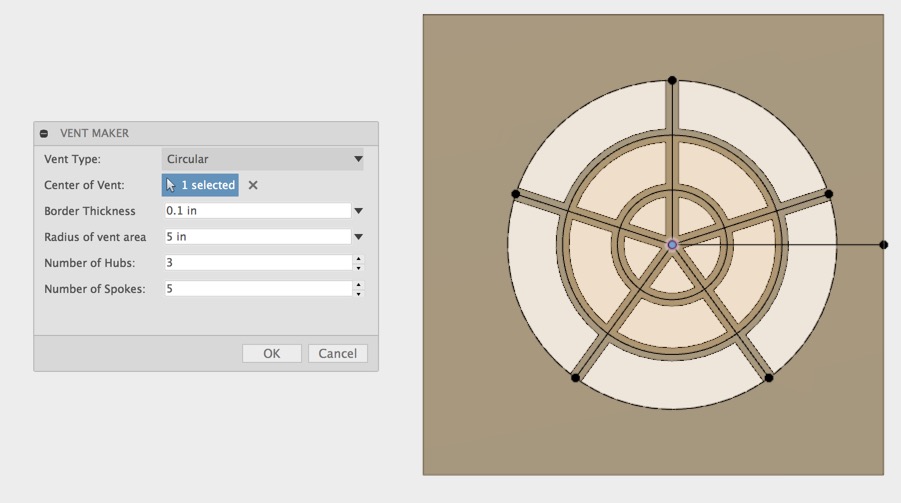 VENT MAKER
Vent Type: Circular
Center of Vent: 1 selected
Border Thickness 0.1 in
Radius of vent area 5 in
Number of Hubs: 3
Number of Spokes: 5
OK Cancel